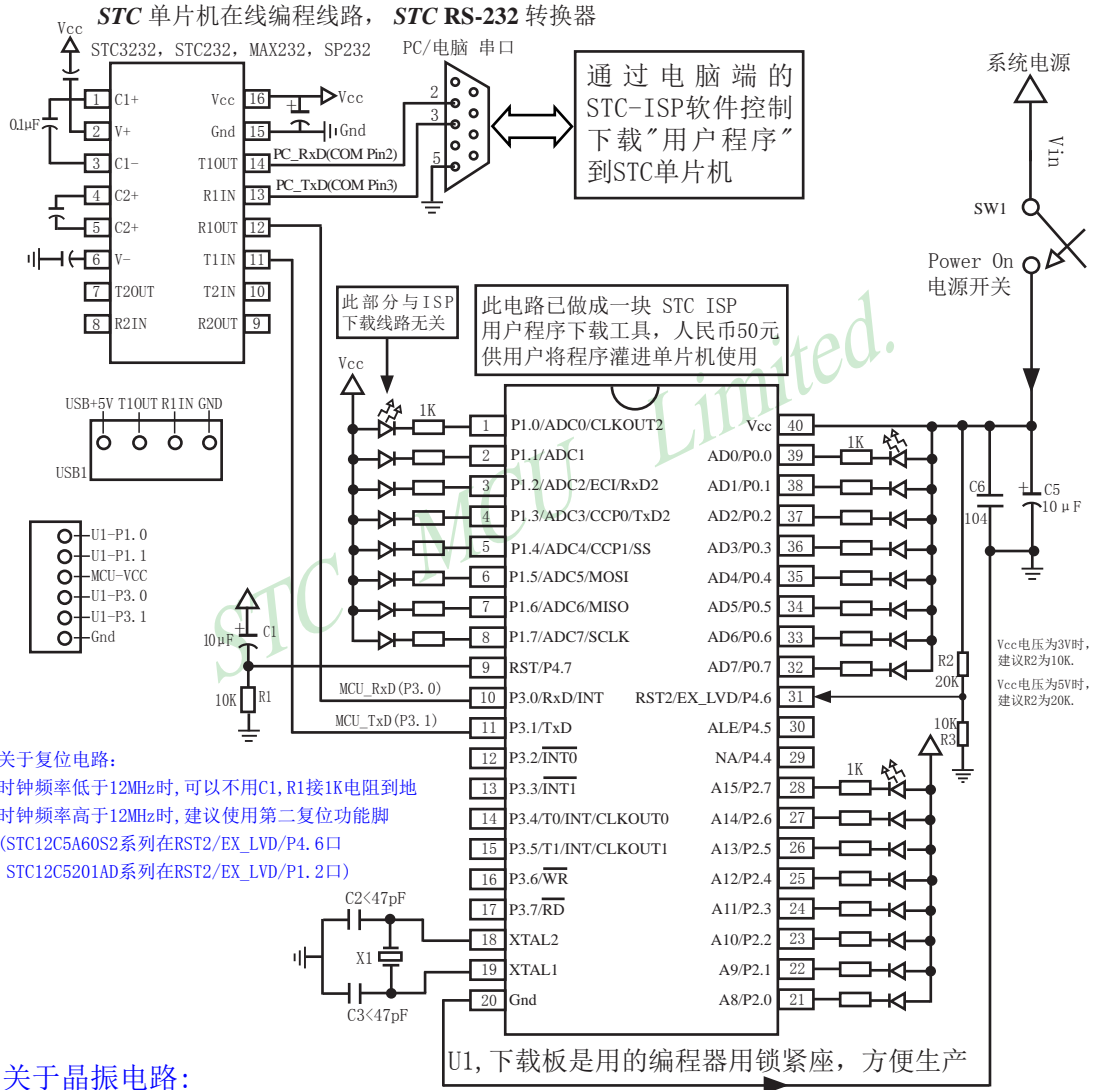 STC 单片机在线编程线路, STC RS-232 转换器
Vcc
STC3232, STC232, MAX232, SP232
PC/电脑 串口
1 C1+
2 V+
3 C1-
4 C2+
5 C2+
6 V-
7 T2OUT
8 R2IN
Vcc 16
Gnd 15
T1OUT 14
R1IN 13
R1OUT 12
T1IN 11
T2IN 10
R2OUT 9
0.1μF
+
Vcc
Gnd
PC_RxD(COM Pin2)
PC_TxD(COM Pin3)
2
3
5
通过电脑端的
STC-ISP软件控制
下载"用户程序"
到STC单片机
系统电源
Vin
SW1
Power On
电源开关
此部分与ISP
下载线路无关
此电路已做成一块 STC ISP
用户程序下载工具, 人民币50元
供用户将程序灌进单片机使用
USB+5V T1OUT R1IN GND
USB1
U1-P1.0
U1-P1.1
MCU-VCC
U1-P3.0
U1-P3.1
Gnd
Vcc
1K
1 P1.0/ADC0/CLKOUT2
2 P1.1/ADC1
3 P1.2/ADC2/ECI/RxD2
4 P1.3/ADC3/CCP0/TxD2
5 P1.4/ADC4/CCP1/SS
6 P1.5/ADC5/MOSI
7 P1.6/ADC6/MISO
8 P1.7/ADC7/SCLK
9 RST/P4.7
10 P3.0/RxD/INT
11 P3.1/TxD
12 P3.2/INT0
13 P3.3/INT1
14 P3.4/T0/INT/CLKOUT0
15 P3.5/T1/INT/CLKOUT1
16 P3.6/WR
17 P3.7/RD
18 XTAL2
19 XTAL1
20 Gnd
Vcc 40
AD0/P0.0 39
AD1/P0.1 38
AD2/P0.2 37
AD3/P0.3 36
AD4/P0.4 35
AD5/P0.5 34
AD6/P0.6 33
AD7/P0.7 32
RST2/EX_LVD/P4.6 31
ALE/P4.5 30
NA/P4.4 29
A15/P2.7 28
A14/P2.6 27
A13/P2.5 26
A12/P2.4 25
A11/P2.3 24
A10/P2.2 23
A9/P2.1 22
A8/P2.0 21
1K
1K
C6
104
+ C5
10μF
R2
20K
10K
R3
Vcc电压为3V时,
建议R2为10K.
Vcc电压为5V时,
建议R2为20K.
+
10μF C1
10K R1
MCU_RxD(P3.0)
MCU_TxD(P3.1)
关于复位电路:
时钟频率低于12MHz时,可以不用C1,R1接1K电阻到地
时钟频率高于12MHz时,建议使用第二复位功能脚
(STC12C5A60S2系列在RST2/EX_LVD/P4.6口
STC12C5201AD系列在RST2/EX_LVD/P1.2口)
C2<47pF
X1
C3<47pF
U1,下载板是用的编程器用锁紧座, 方便生产
关于晶振电路:
STC MCU Limited.